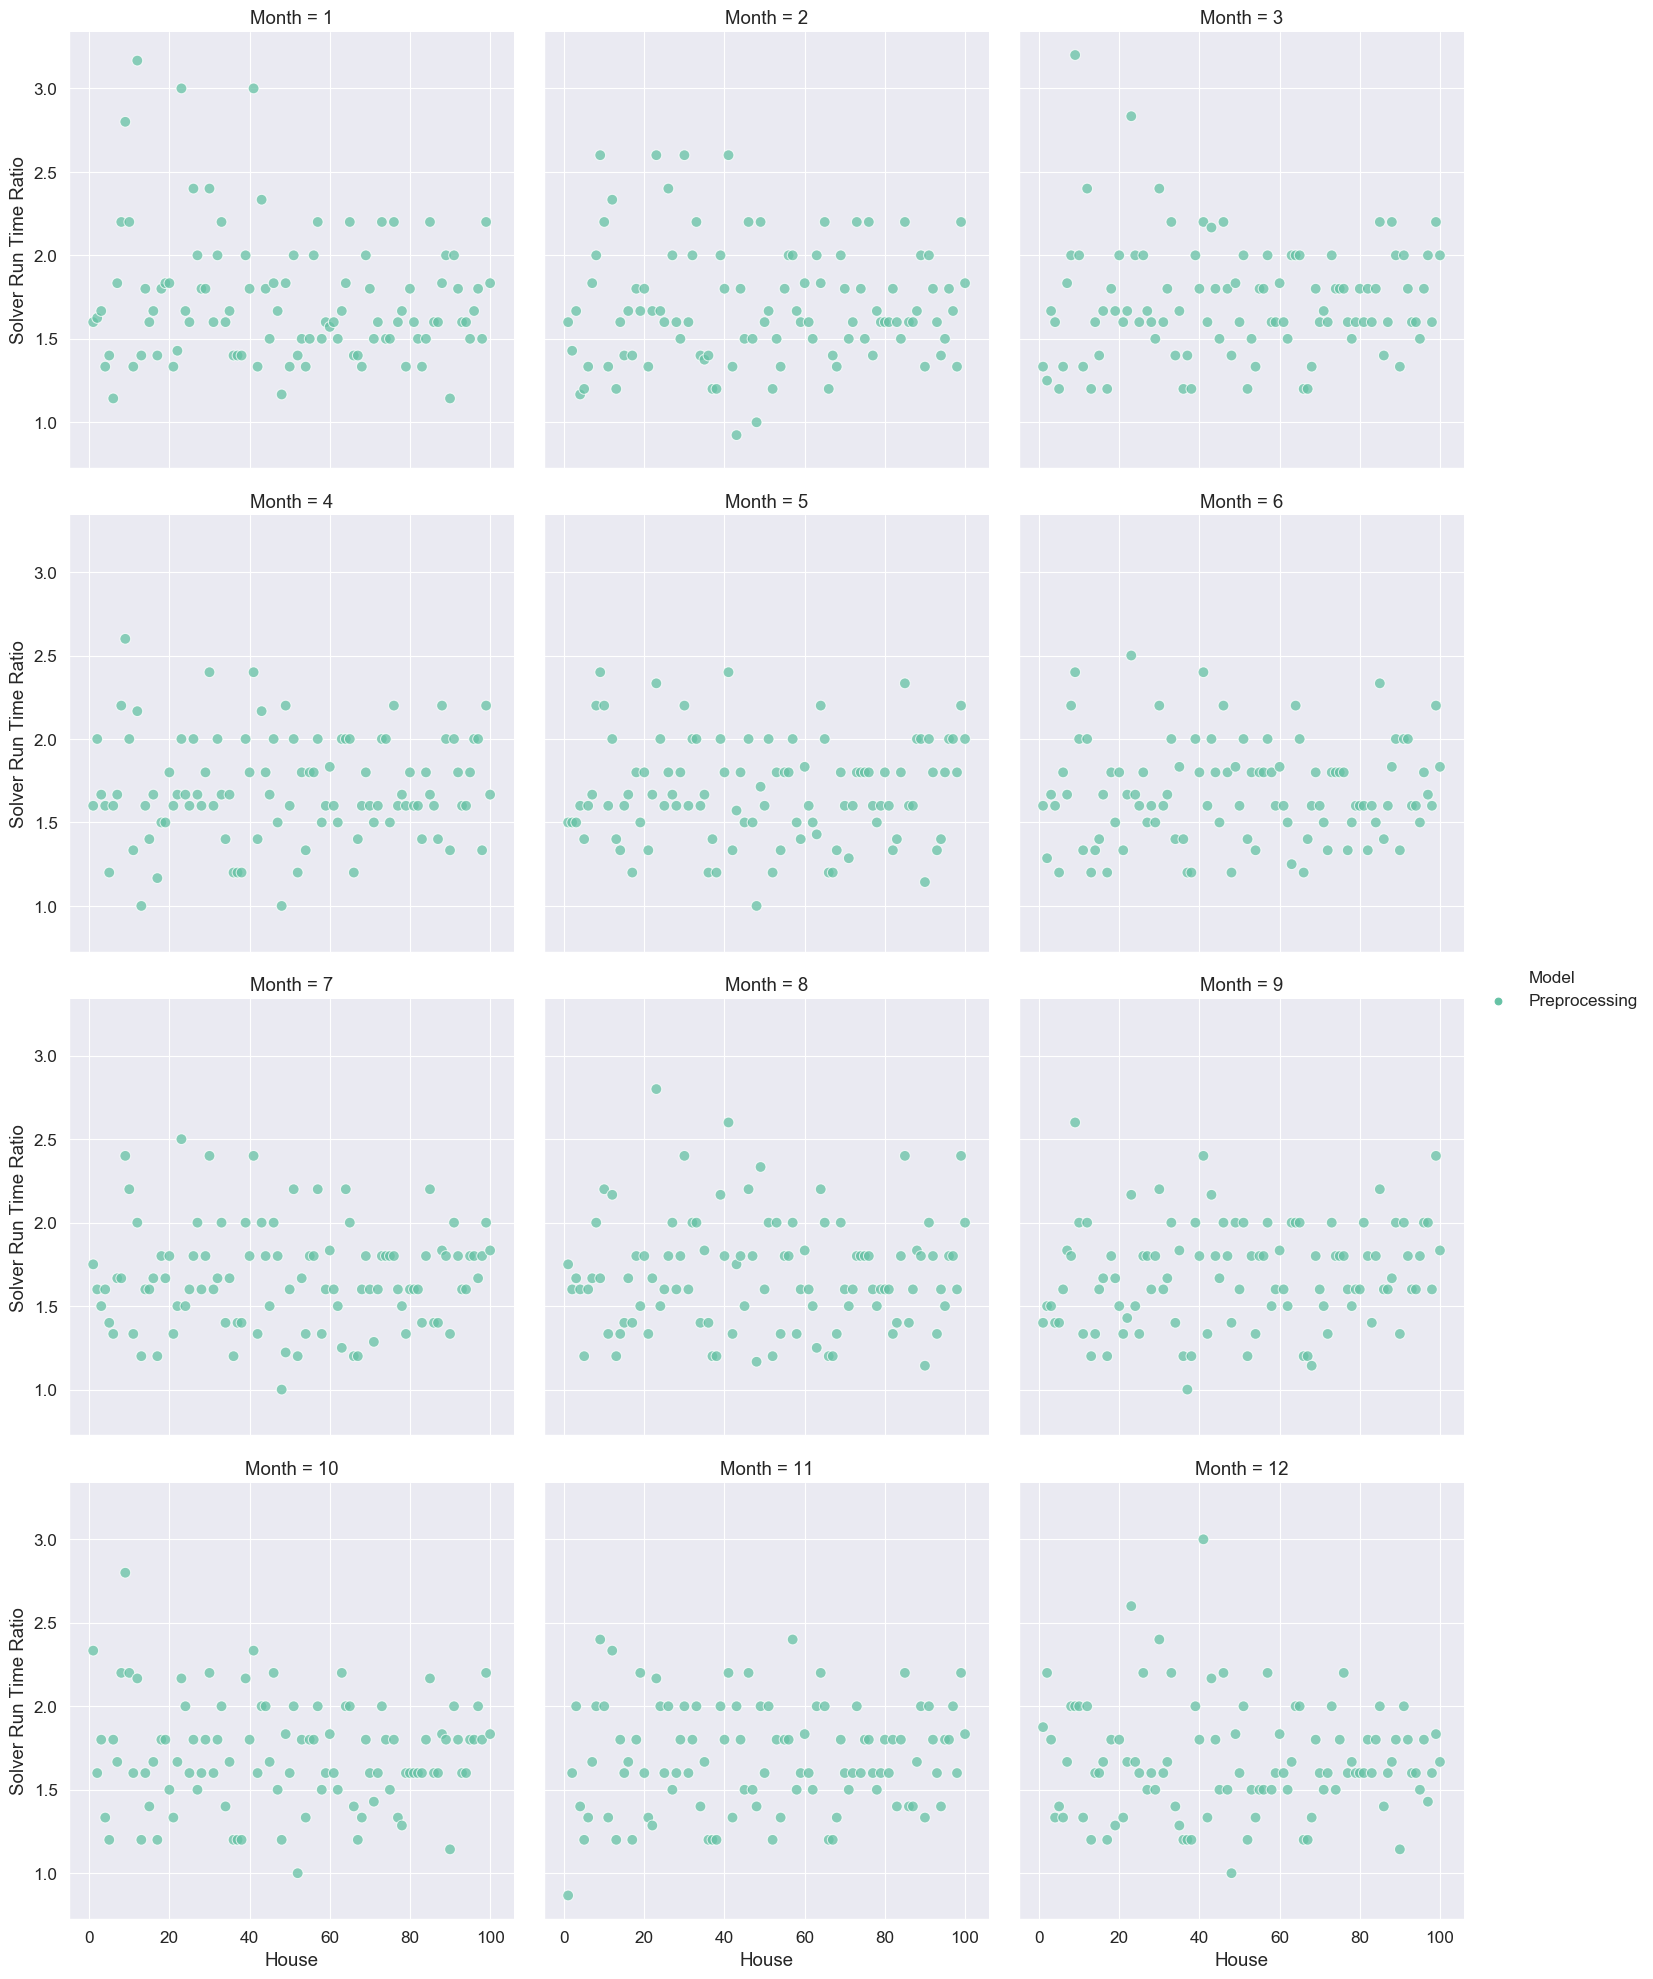 Month = 1
Month = 2
Month = 3
Solver Run Time Ratio
3.0
2.5
2.0
1.5
1.0
Month = 4
Month = 5
Month = 6
Solver Run Time Ratio
3.0
2.5
2.0
1.5
1.0
Model
Preprocessing
Month = 7
Month = 8
Month = 9
Solver Run Time Ratio
3.0
2.5
2.0
1.5
1.0
Month = 10
Month = 11
Month = 12
Solver Run Time Ratio
3.0
2.5
2.0
1.5
1.0
0 20 40 60 80 100
House
0 20 40 60 80 100
House
0 20 40 60 80 100
House